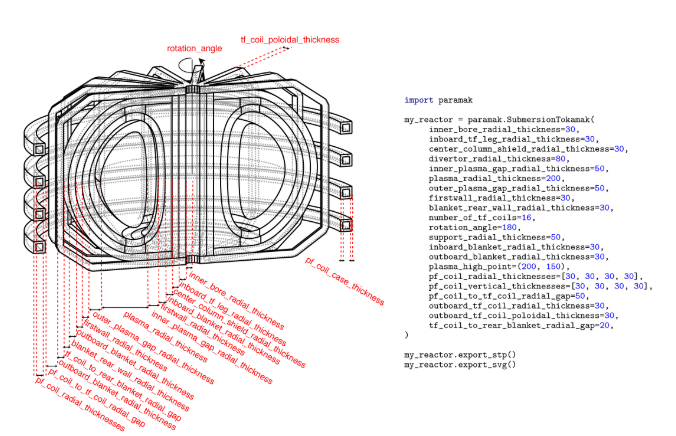 tf_coil_poloidal_thickness
rotation_angle
pf_coil_case_thickness
inner_bore_radial_thickness
inboard_tf_leg_radial_thickness
center_column_shield_radial_thickness
inboard_blanket_radial_thickness
firstwall_radial_thickness
inner_plasma_gap_radial_thickness
plasma_radial_thickness
outer_plasma_gap_radial_thickness
firstwall_radial_thickness
outboard_blanket_radial_thickness
blanket_rear_wall_radial_thickness
tf_coil_to_rear_blanket_radial_gap
outboard_blanket_radial_thickness
pf_coil_to_tf_coil_radial_gap
pf_coil_radial_thicknesses
import paramak
my_reactor = paramak.SubmersionTokamak(
inner_bore_radial_thickness=30,
inboard_tf_leg_radial_thickness=30,
center_column_shield_radial_thickness=30,
divertor_radial_thickness=80,
inner_plasma_gap_radial_thickness=50,
plasma_radial_thickness=200,
outer_plasma_gap_radial_thickness=50,
firstwall_radial_thickness=30,
blanket_rear_wall_radial_thickness=30,
number_of_tf_coils=16,
rotation_angle=180,
support_radial_thickness=50,
inboard_blanket_radial_thickness=30,
outboard_blanket_radial_thickness=30,
plasma_high_point=(200, 150),
pf_coil_radial_thicknesses=[30, 30, 30, 30],
pf_coil_vertical_thicknesses=[30, 30, 30, 30],
pf_coil_to_tf_coil_radial_gap=50,
outboard_tf_coil_radial_thickness=30,
outboard_tf_coil_poloidal_thickness=30,
tf_coil_to_rear_blanket_radial_gap=20,
)
my_reactor.export_stp()
my_reactor.export_svg()